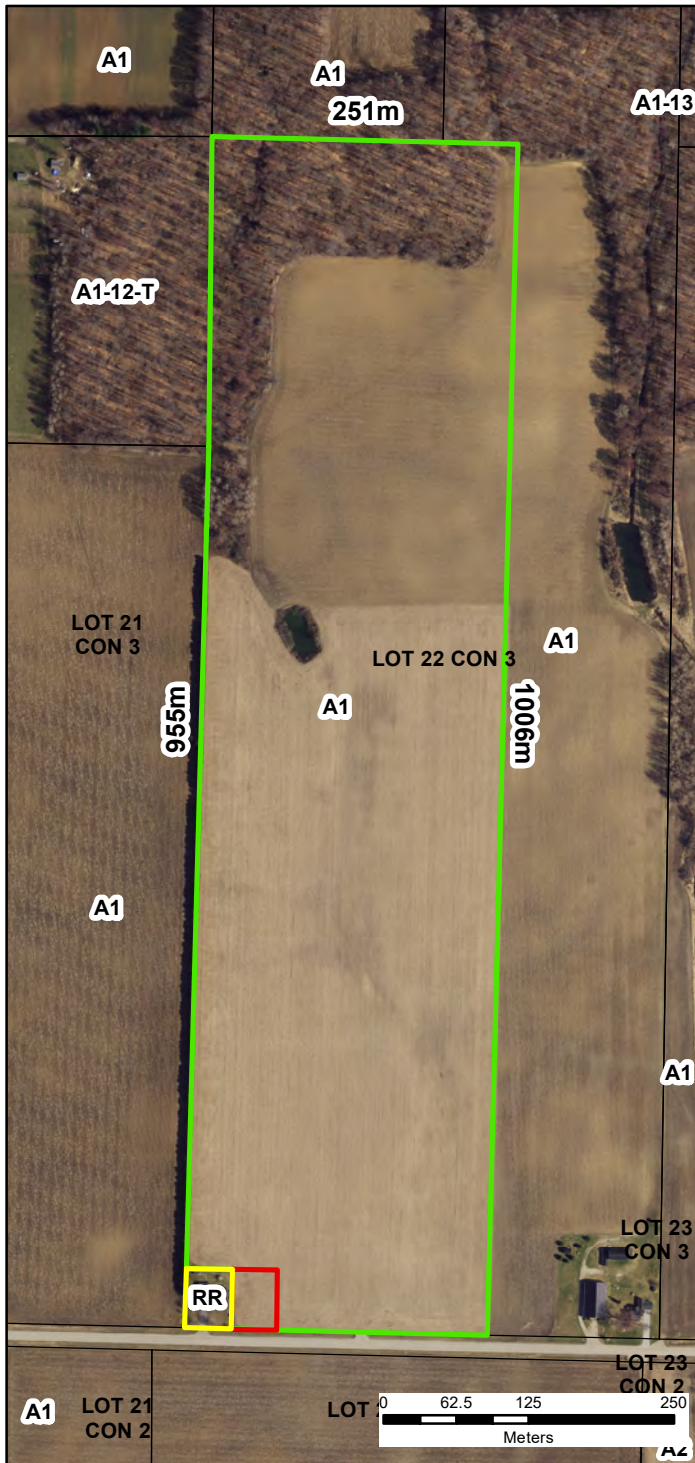 A1
A1
251m
A1-13
A1-12-T
LOT 21
CON 3
LOT 22 CON 3
A1
A1
955m
1006m
A1
A1
LOT 23
CON 3
RR
LOT 23
CON 2
A1
LOT 21
CON 2
LOT
0 62.5 125 250
Meters
A2